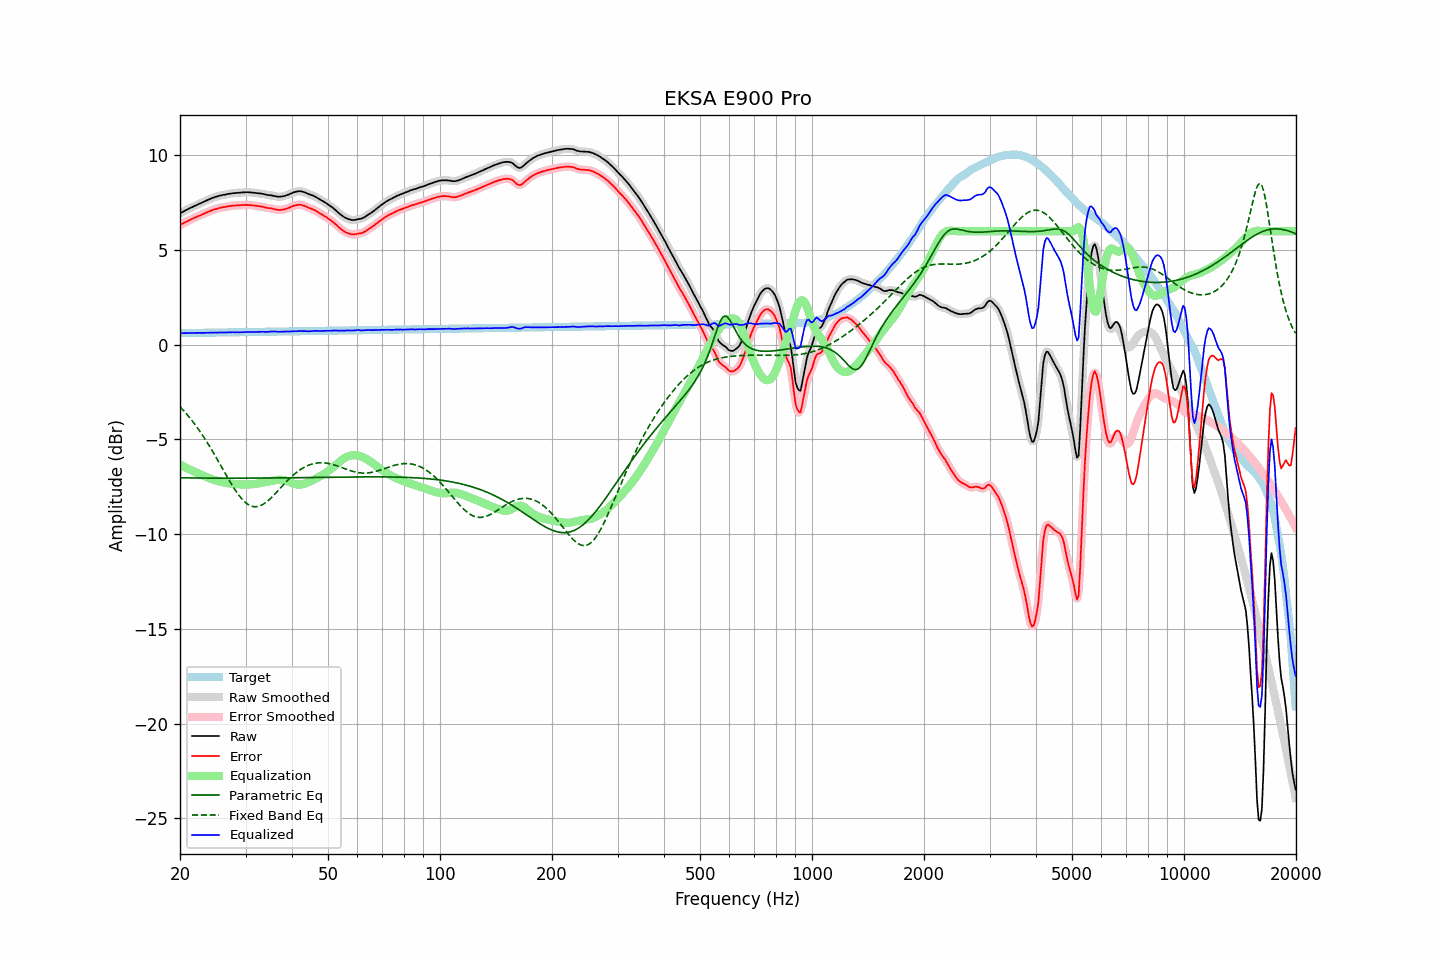 EKSA E900 Pro
Amplitude (dBr)
10
5
0
−5
−10
−15
−20
−25
Target
Raw Smoothed
Error Smoothed
Raw
Error
Equalization
Parametric Eq
Fixed Band Eq
Equalized
20 50 100 200 500 1000 2000 5000 10000 20000
Frequency (Hz)